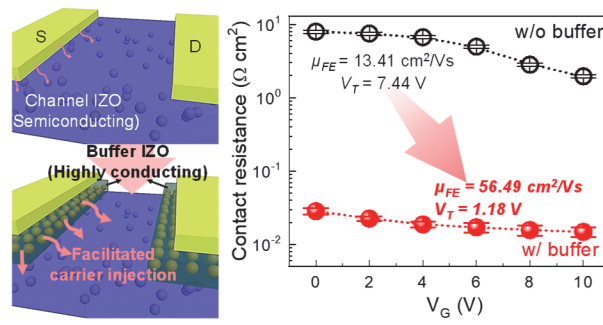 S
D
Channel IZO
Semiconducting)
Buffer IZO
(Highly conducting)
Facilitated
carrier injection
Contact resistance (Ω cm²)
10¹
10⁰
10⁻¹
10⁻²
w/o buffer
μFE = 13.41 cm²/Vs
VT = 7.44 V
μFE = 56.49 cm²/Vs
VT = 1.18 V
w/ buffer
0 2 4 6 8 10
VG (V)